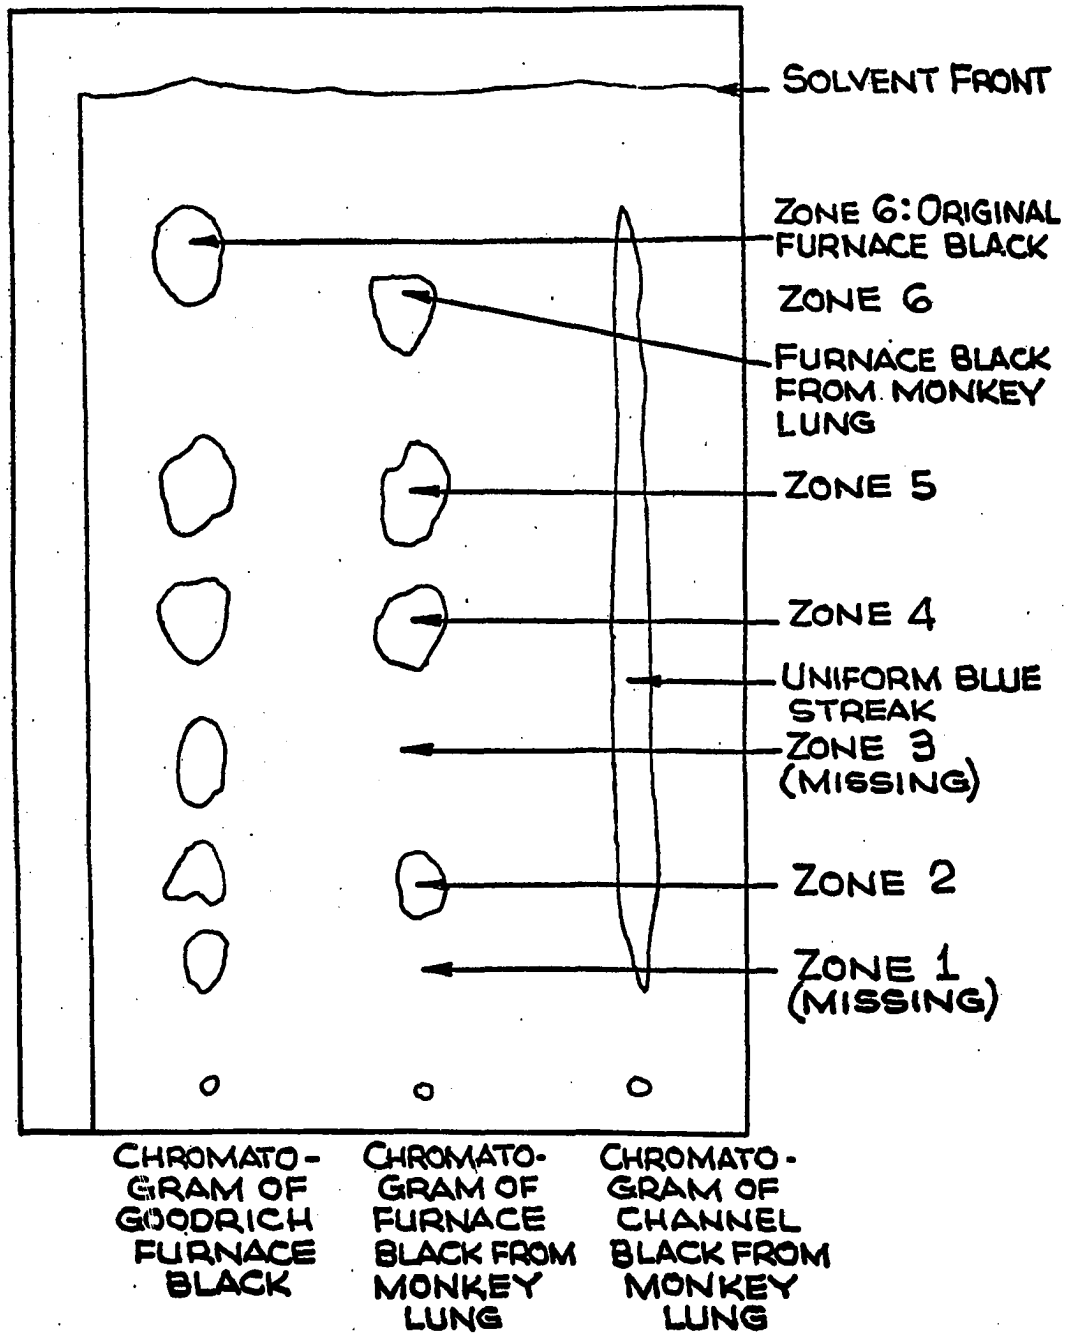 SOLVENT FRONT
ZONE 6: ORIGINAL
FURNACE BLACK
ZONE 6
FURNACE BLACK
FROM MONKEY
LUNG
ZONE 5
ZONE 4
UNIFORM BLUE
STREAK
ZONE 3
(MISSING)
ZONE 2
ZONE 1
(MISSING)
CHROMATO-
GRAM OF
GOODRICH
FURNACE
BLACK
CHROMATO-
GRAM OF
FURNACE
BLACK FROM
MONKEY
LUNG
CHROMATO-
GRAM OF
CHANNEL
BLACK FROM
MONKEY
LUNG